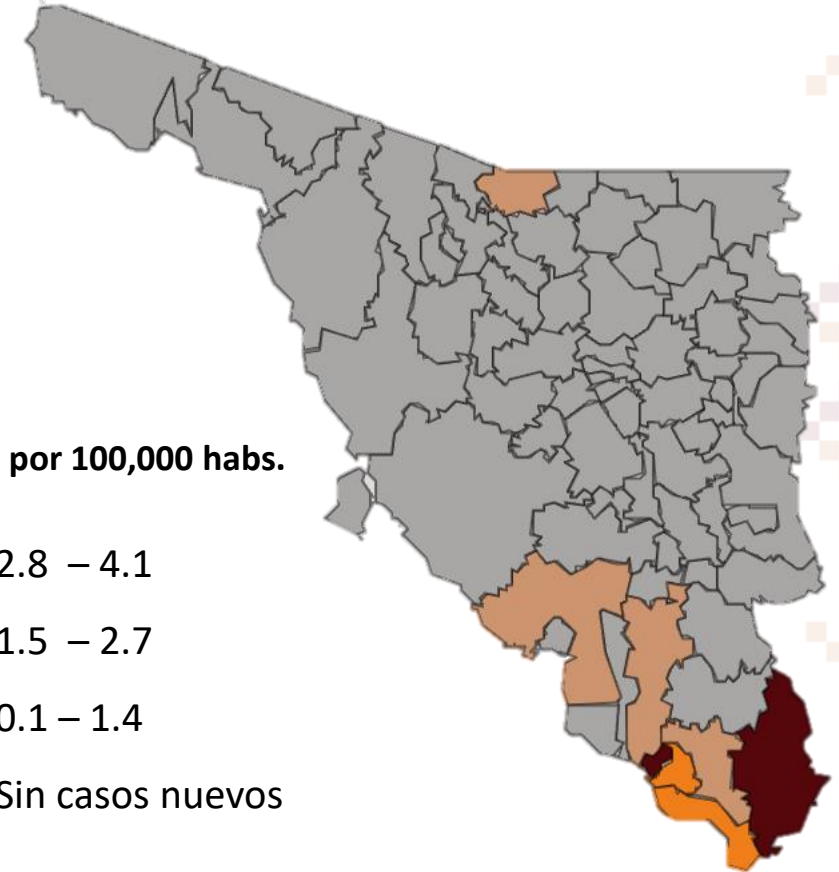 por 100,000 habs.
2.8 – 4.1
1.5 – 2.7
0.1 – 1.4
Sin casos nuevos